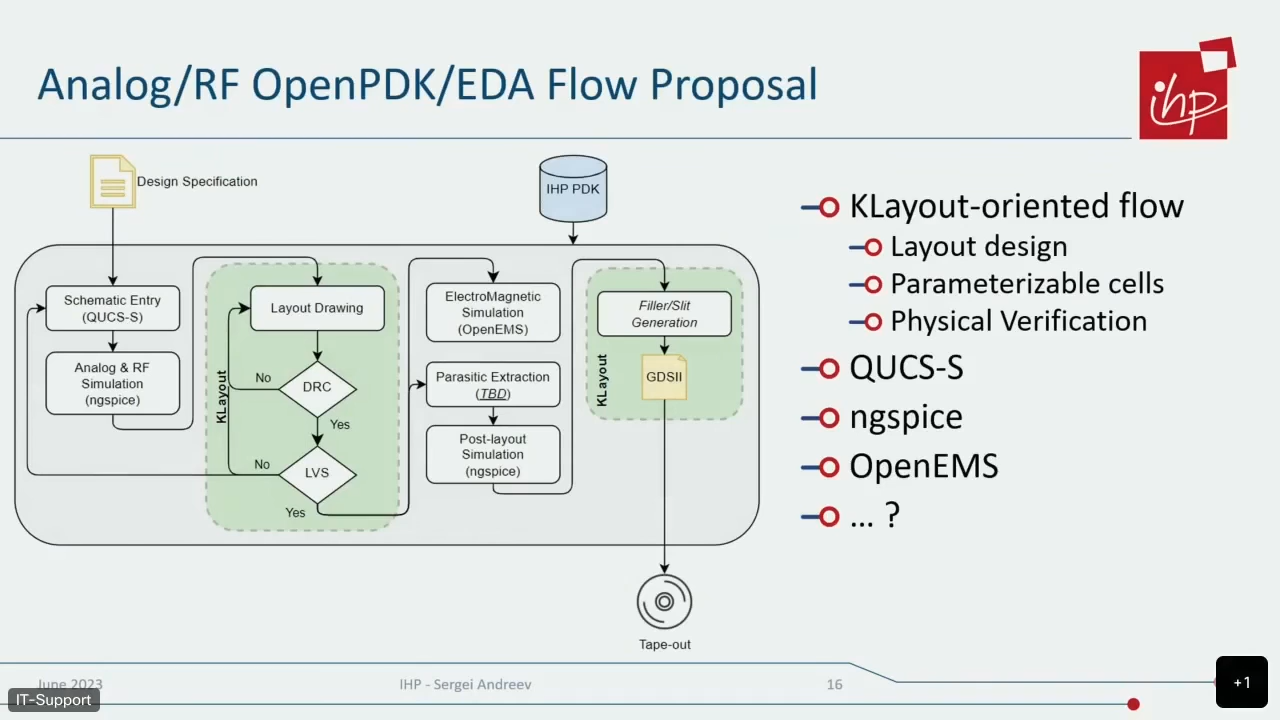 Analog/RF OpenPDK/EDA Flow Proposal
ihp
Design Specification
IHP PDK
Schematic Entry
(QUCS-S)
Analog & RF
Simulation
(ngspice)
KLayout
Layout Drawing
DRC
No
Yes
LVS
No
Yes
ElectroMagnetic
Simulation
(OpenEMS)
Parasitic Extraction
(TBD)
Post-layout
Simulation
(ngspice)
KLayout
Filler/Slit
Generation
GDSII
Tape-out
KLayout-oriented flow
Layout design
Parameterizable cells
Physical Verification
QUCS-S
ngspice
OpenEMS
... ?
June 2023
IHP - Sergei Andreev
16
IT-Support
+1